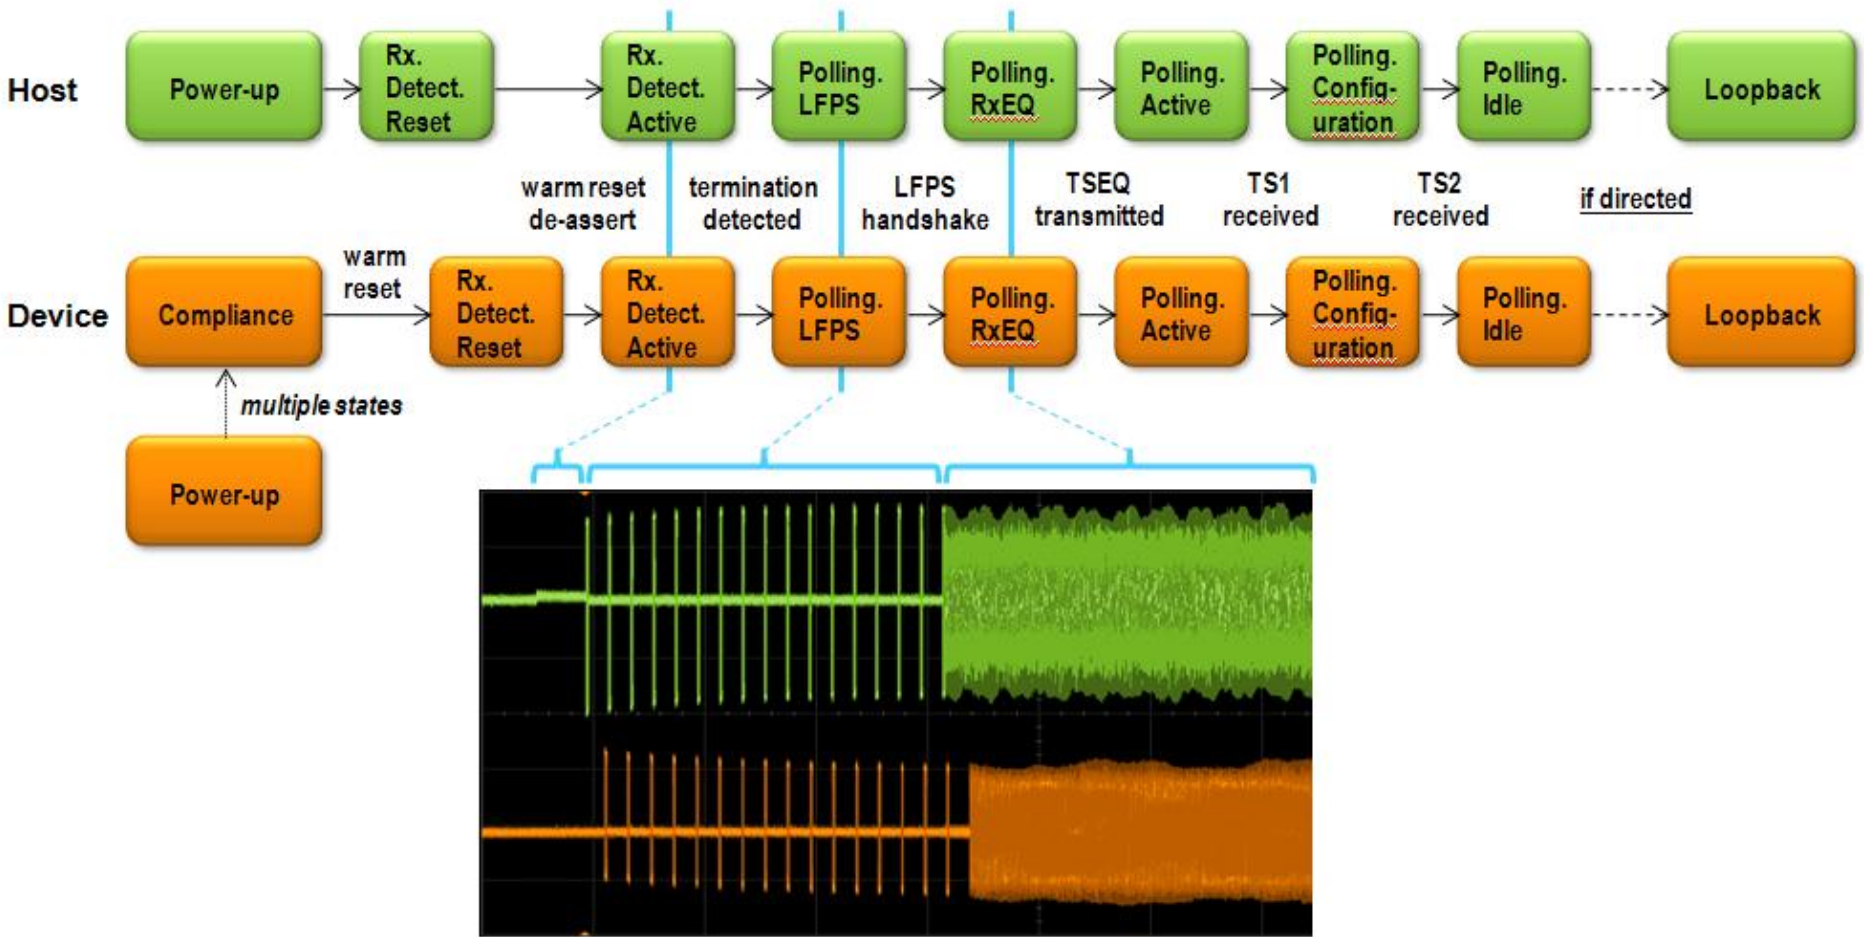 Host
Power-up
Rx.
Detect.
Reset
Rx.
Detect.
Active
Polling.
LFPS
Polling.
RxEQ
Polling.
Active
Polling.
Config-
uration
Polling.
Idle
Loopback
warm reset
de-assert
termination
detected
LFPS
handshake
TSEQ
transmitted
TS1
received
TS2
received
if directed
Device
Compliance
warm
reset
Rx.
Detect.
Reset
Rx.
Detect.
Active
Polling.
LFPS
Polling.
RxEQ
Polling.
Active
Polling.
Config-
uration
Polling.
Idle
Loopback
multiple states
Power-up